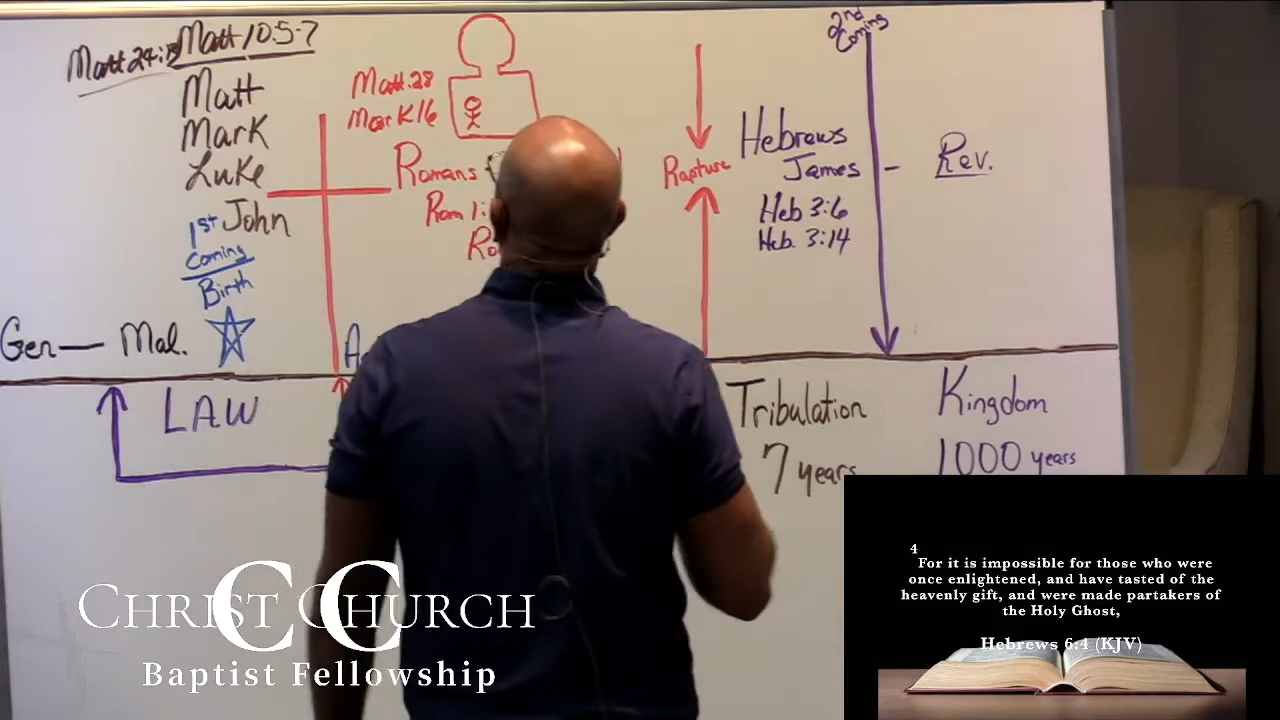 Matt 24:13 Matt 10:5-7
Matt
Mark
Luke
John
1st
Coming
Birth
Gen — Mal.
LAW
Matt. 28
Mark 16
Romans
Rom 1:
Rapture
Hebrews
James
Heb 3:6
Heb. 3:14
2nd
Coming
Rev.
Tribulation
7 years
Kingdom
1000 years
CC
CHRIST CHURCH
Baptist Fellowship
4
For it is impossible for those who were
once enlightened, and have tasted of the
heavenly gift, and were made partakers of
the Holy Ghost,
Hebrews 6:4 (KJV)